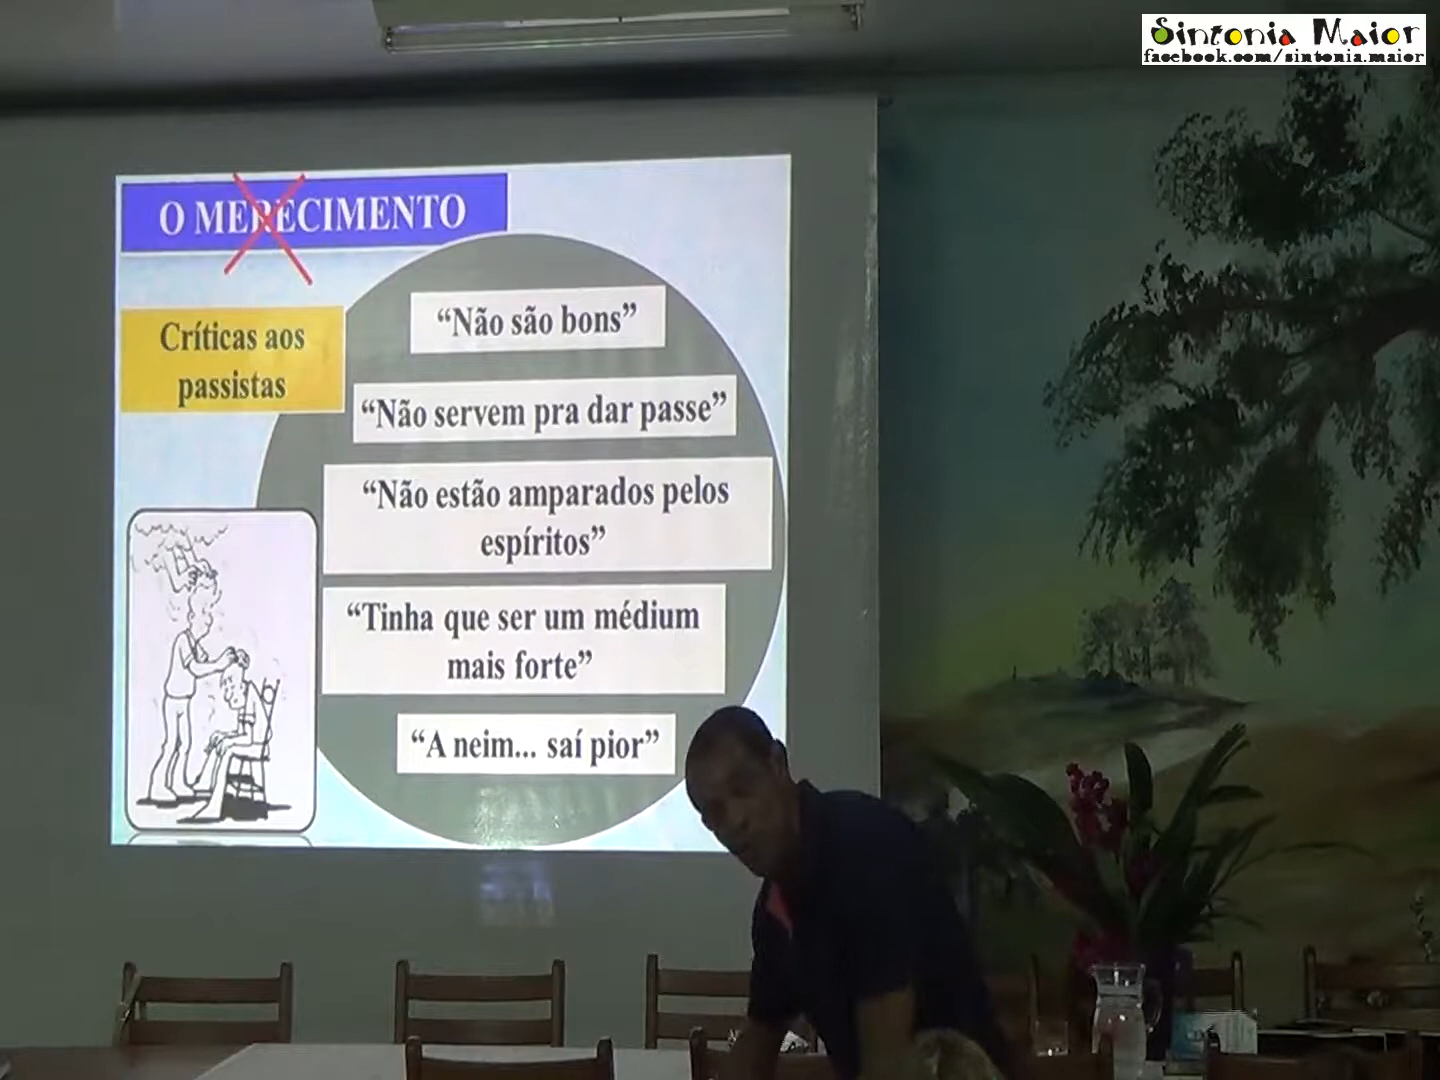 Sintonia Maior
facebook.com/sintonia.maior
O MERECIMENTO
Críticas aos
passistas
“Não são bons”
“Não servem pra dar passe”
“Não estão amparados pelos
espíritos”
“Tinha que ser um médium
mais forte”
“A neim... saí pior”